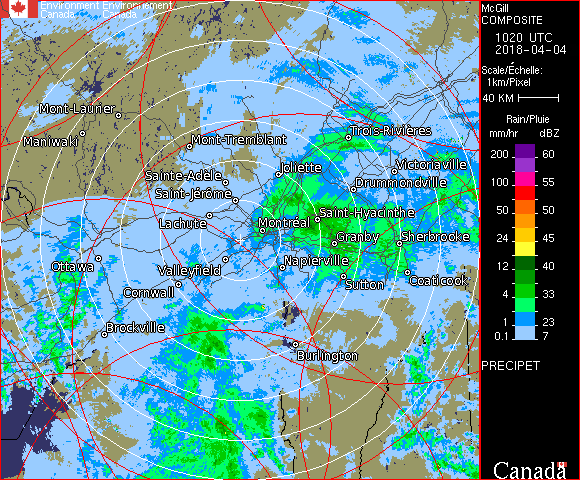 Environment Environnement
Canada Canada
McGill
COMPOSITE
1020 UTC
2018-04-04
Scale/Échelle:
1km/Pixel
40 KM
Rain/Pluie
mm/hr dBZ
200 60
100 55
50 50
24 45
12 40
4 33
1 23
0.1 7
PRECIPET
Mont-Laurier
Maniwaki
Mont-Tremblant
Trois-Rivières
Joliette
Victoriaville
Sainte-Adèle
Drummondville
Saint-Jérôme
Saint-Hyacinthe
Lachute
Montréal
Granby
Sherbrooke
Ottawa
Valleyfield
Napierville
Sutton
Coaticook
Cornwall
Brockville
Burlington
Canada